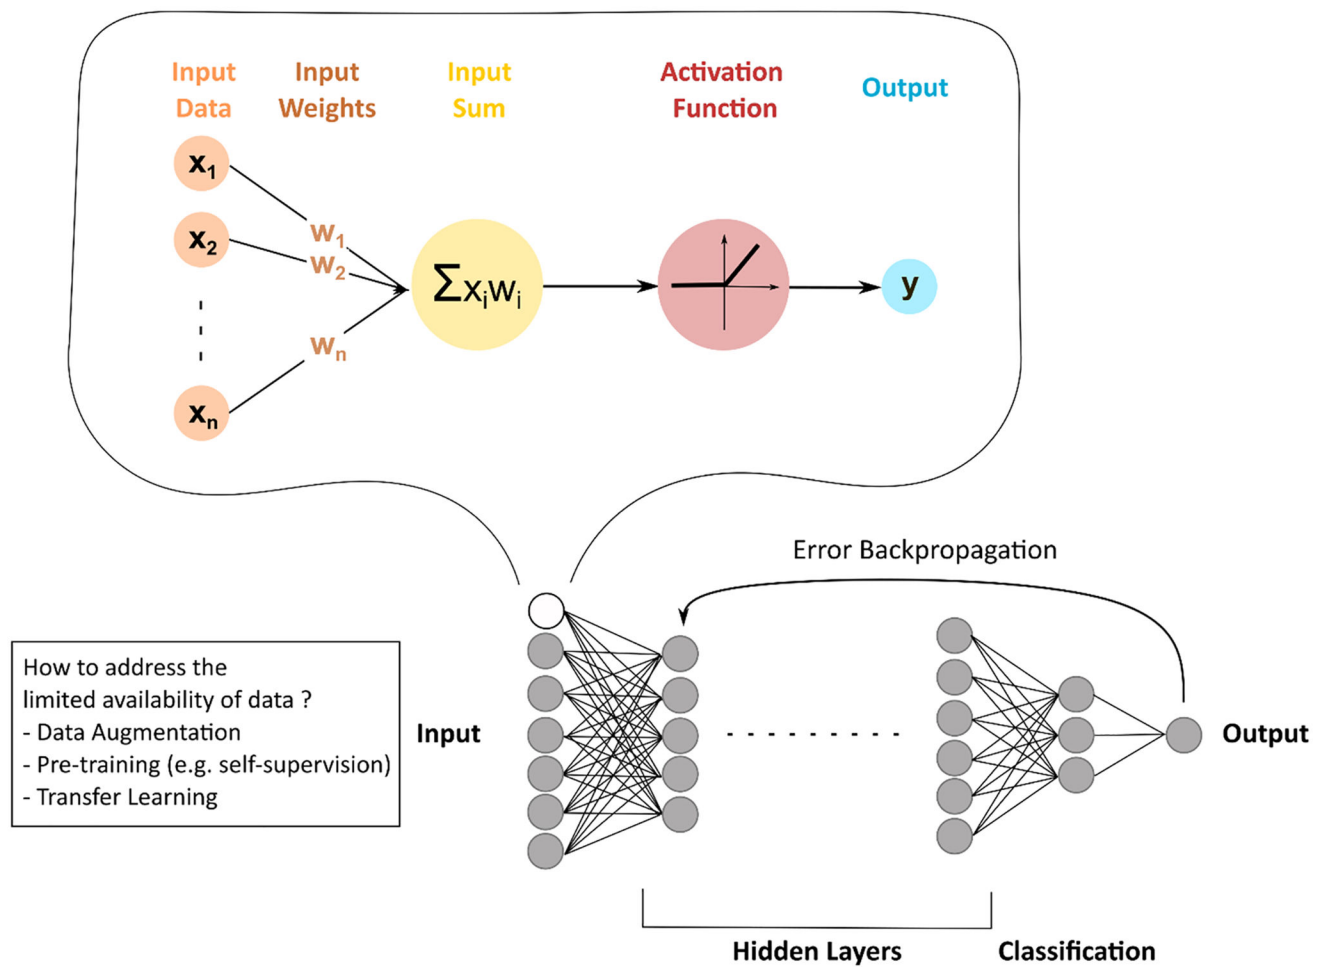 Input Data
Input Weights
Input Sum
Activation Function
Output
x1
x2
xn
w1
w2
wn
∑xiwi
y
Error Backpropagation
How to address the
limited availability of data ?
- Data Augmentation
- Pre-training (e.g. self-supervision)
- Transfer Learning
Input
Output
Hidden Layers
Classification